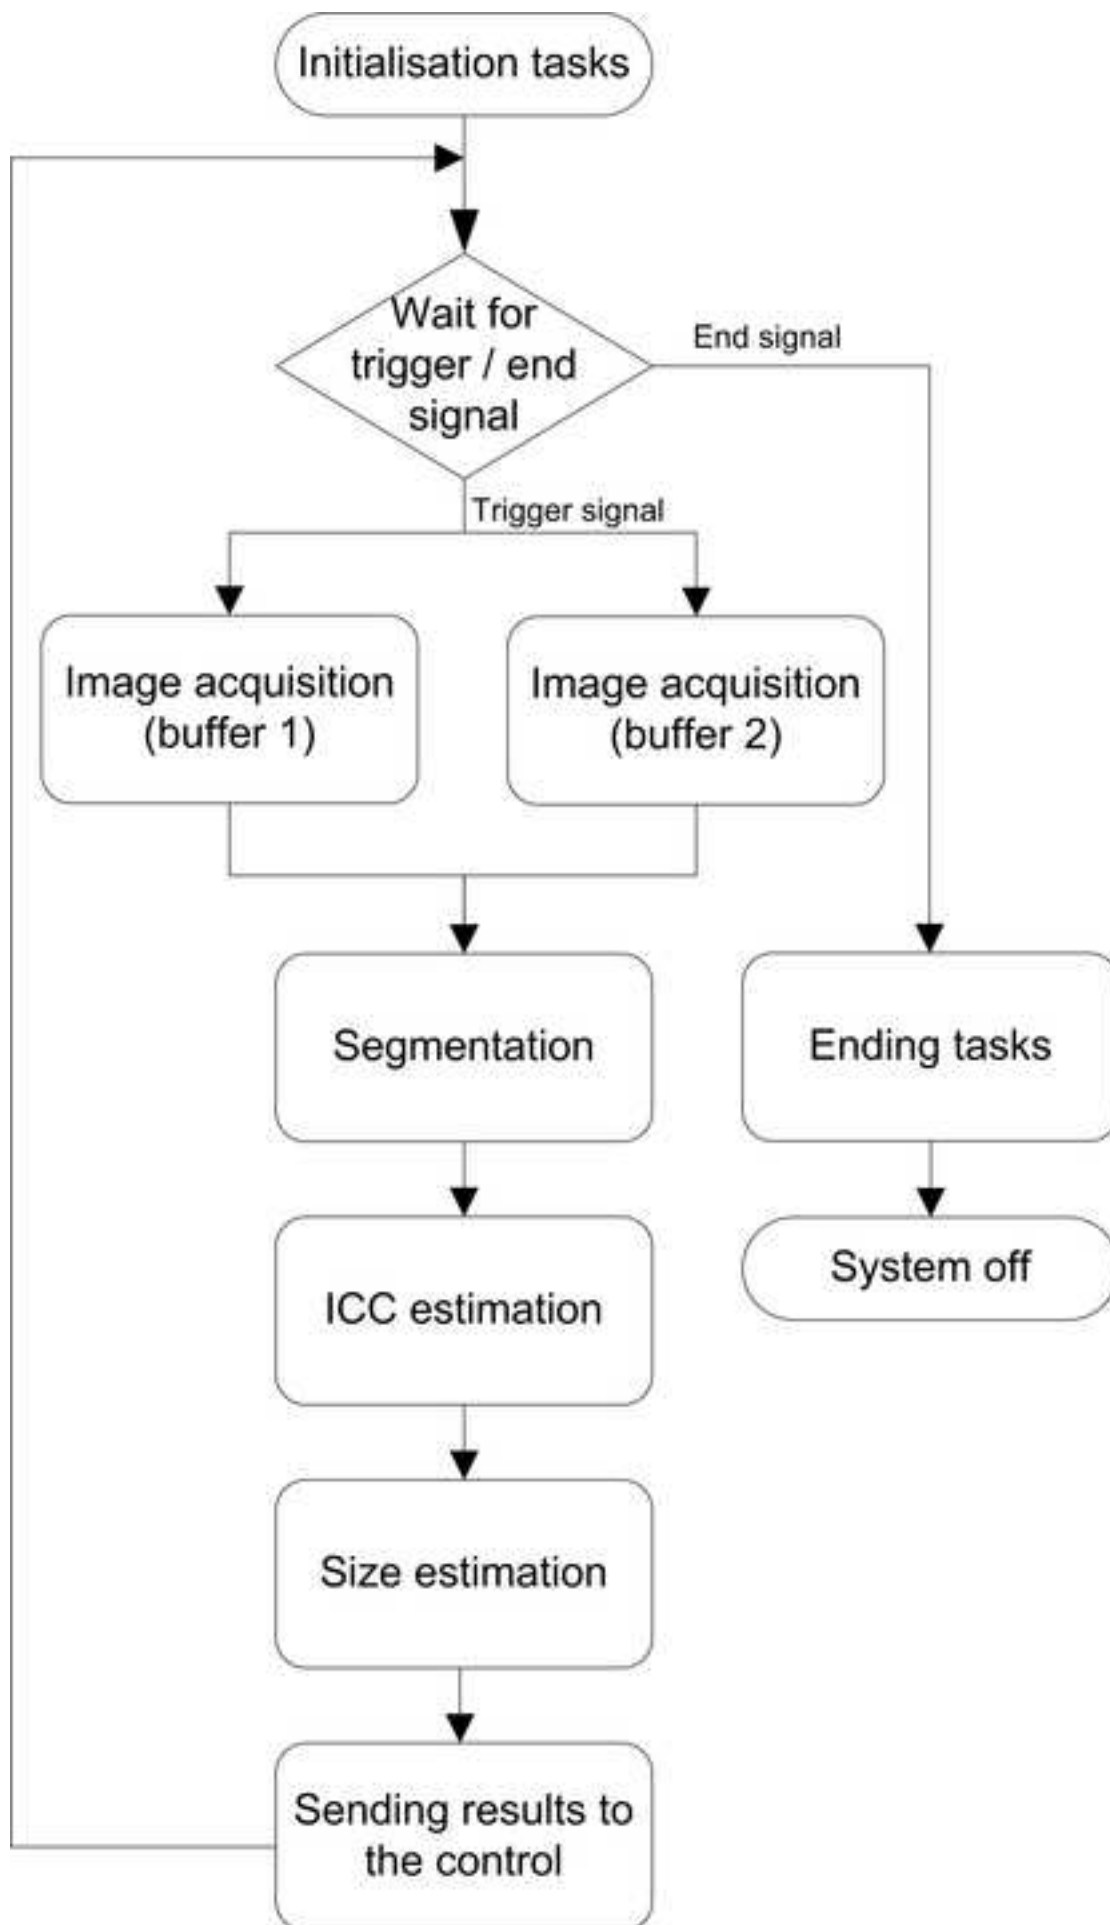 Initialisation tasks
Wait for
trigger / end
signal
End signal
Trigger signal
Image acquisition
(buffer 1)
Image acquisition
(buffer 2)
Segmentation
Ending tasks
ICC estimation
System off
Size estimation
Sending results to
the control